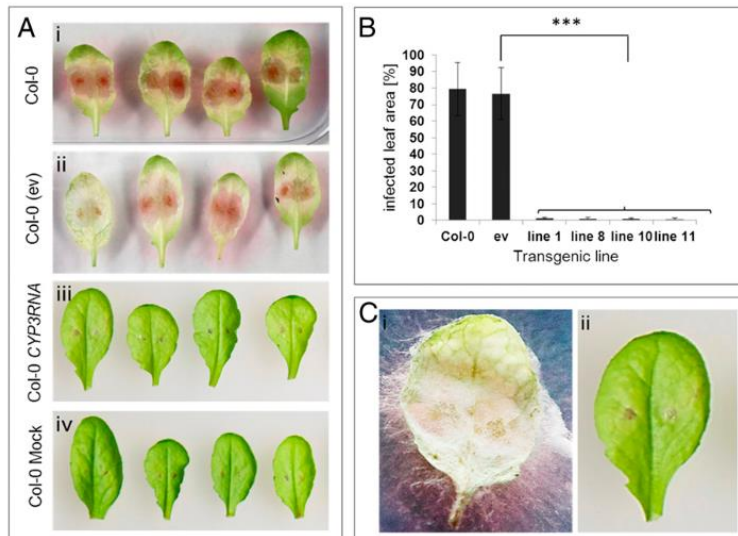 A
i
Col-0
ii
Col-0 (ev)
iii
Col-0 CYP3RNA
iv
Col-0 Mock
B
***
infected leaf area [%]
100
90
80
70
60
50
40
30
20
10
0
Col-0 ev line 1 line 8 line 10 line 11
Transgenic line
C
i
ii